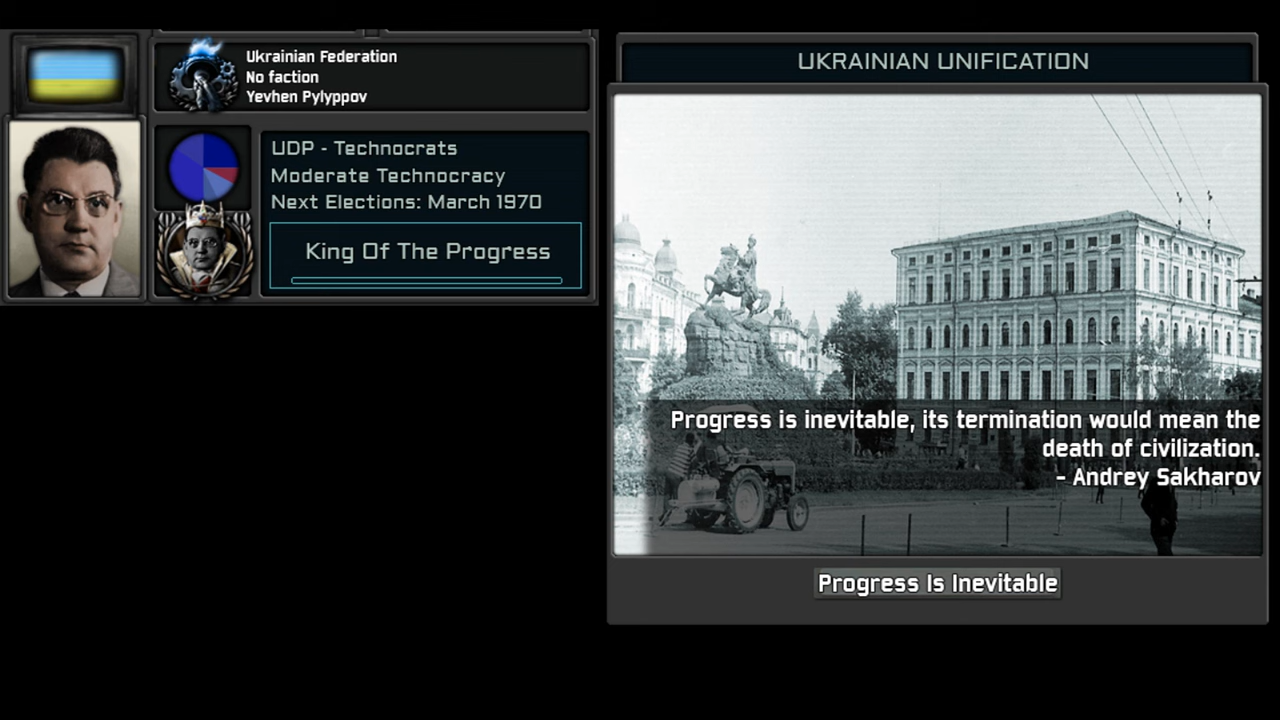 Ukrainian Federation
No faction
Yevhen Pylyppov
UDP - Technocrats
Moderate Technocracy
Next Elections: March 1970
King Of The Progress
UKRAINIAN UNIFICATION
Progress is inevitable, its termination would mean the
death of civilization.
- Andrey Sakharov
Progress Is Inevitable